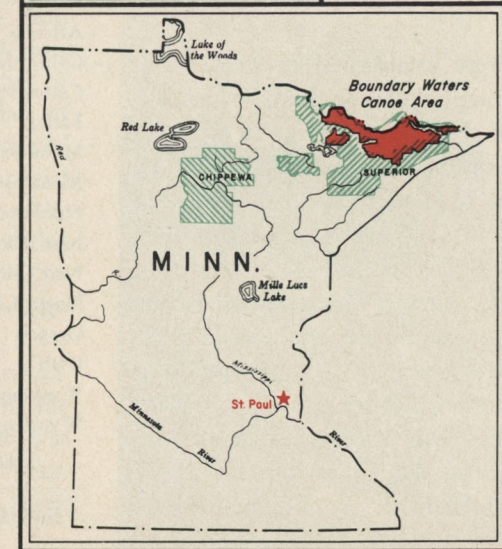 Lake of
the Woods
Boundary Waters
Canoe Area
Red Lake
Red
CHIPPEWA
SUPERIOR
MINN.
Mille Lacs
Lake
Mississippi
St. Paul
Minnesota
River
River